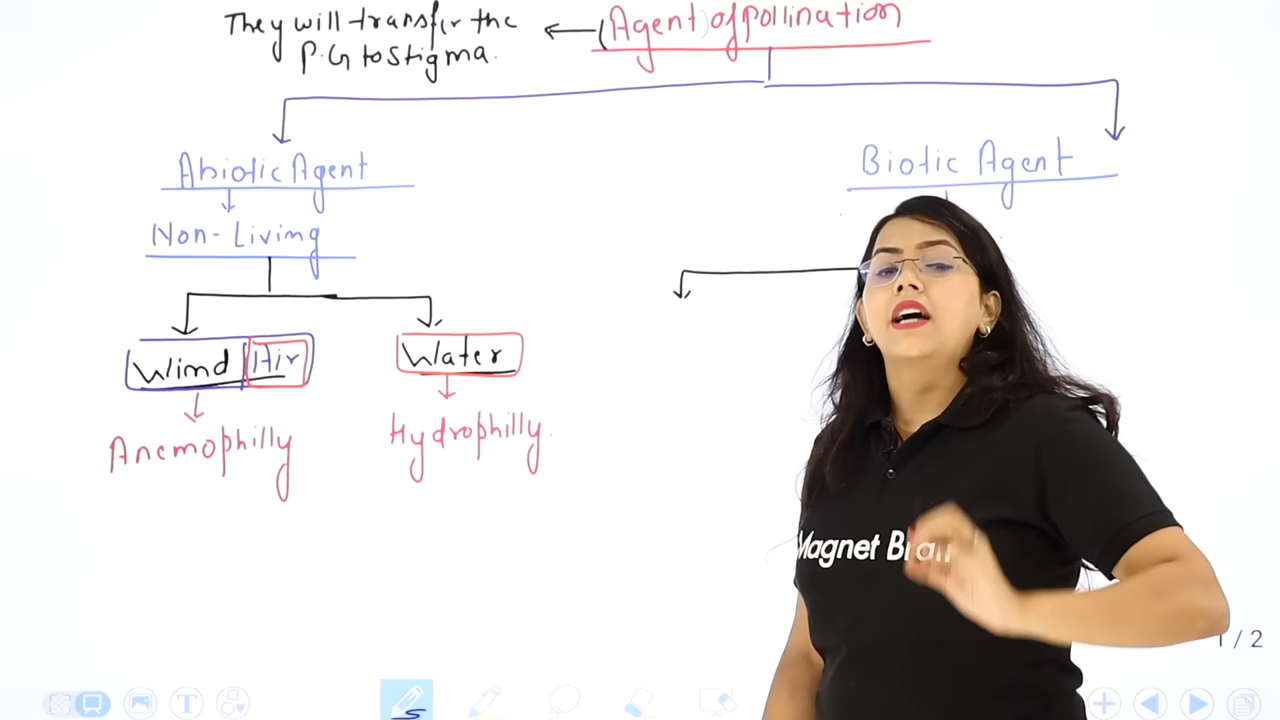 They will transfer the
P.G to stigma.
(Agent) of pollination
Abiotic Agent
Biotic Agent
Non-Living
Wind Air
Water
Anemophilly
Hydrophilly.
Magnet Brain
1 / 2
T